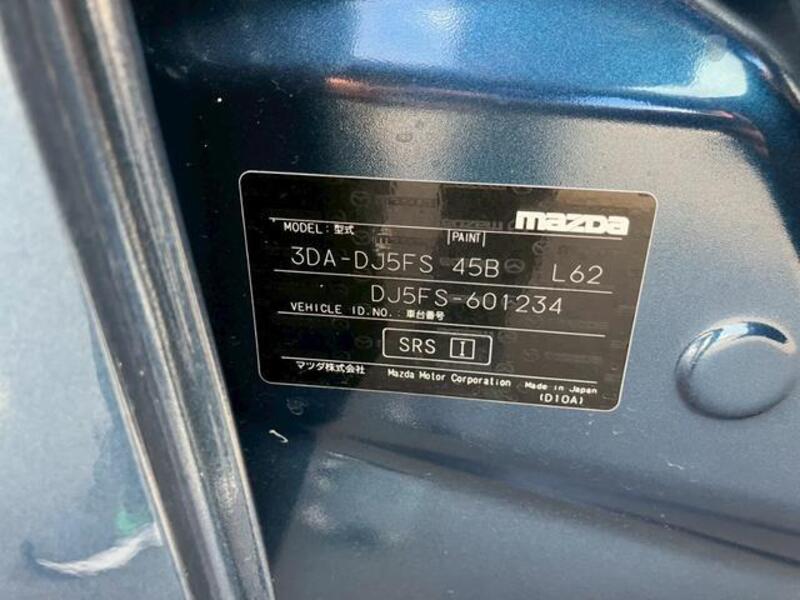 mazda
MODEL: 型式 PAINT
3DA-DJ5FS 45B L62
DJ5FS-601234
VEHICLE ID.NO.: 車台番号
SRS I
マツダ株式会社 Mazda Motor Corporation Made in Japan
(D10A)